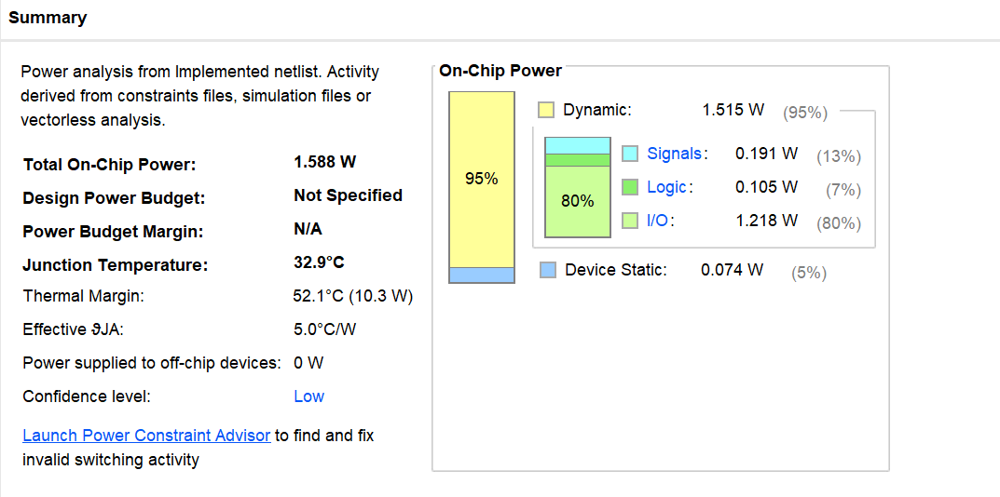 Summary
Power analysis from Implemented netlist. Activity
derived from constraints files, simulation files or
vectorless analysis.
Total On-Chip Power: 1.588 W
Design Power Budget: Not Specified
Power Budget Margin: N/A
Junction Temperature: 32.9°C
Thermal Margin: 52.1°C (10.3 W)
Effective ϑJA: 5.0°C/W
Power supplied to off-chip devices: 0 W
Confidence level: Low
Launch Power Constraint Advisor to find and fix
invalid switching activity
On-Chip Power
Dynamic: 1.515 W (95%)
Signals: 0.191 W (13%)
95%
Logic: 0.105 W (7%)
80%
I/O: 1.218 W (80%)
Device Static: 0.074 W (5%)